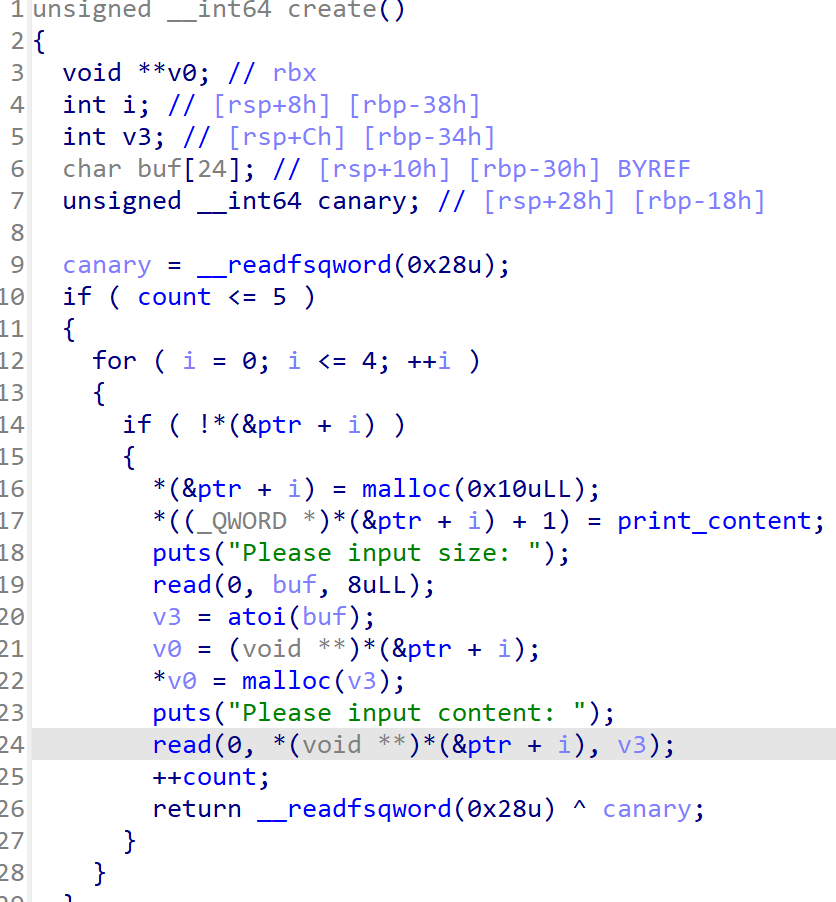 1 unsigned __int64 create()
2 {
3   void **v0; // rbx
4   int i; // [rsp+8h] [rbp-38h]
5   int v3; // [rsp+Ch] [rbp-34h]
6   char buf[24]; // [rsp+10h] [rbp-30h] BYREF
7   unsigned __int64 canary; // [rsp+28h] [rbp-18h]
8
9   canary = __readfsqword(0x28u);
10   if ( count <= 5 )
11   {
12     for ( i = 0; i <= 4; ++i )
13     {
14       if ( !*(&ptr + i) )
15       {
16         *(&ptr + i) = malloc(0x10uLL);
17         *((_QWORD *)*(&ptr + i) + 1) = print_content;
18         puts("Please input size: ");
19         read(0, buf, 8uLL);
20         v3 = atoi(buf);
21         v0 = (void **)*(&ptr + i);
22         *v0 = malloc(v3);
23         puts("Please input content: ");
24         read(0, *(void **)*(&ptr + i), v3);
25         ++count;
26         return __readfsqword(0x28u) ^ canary;
27       }
28     }
29   }